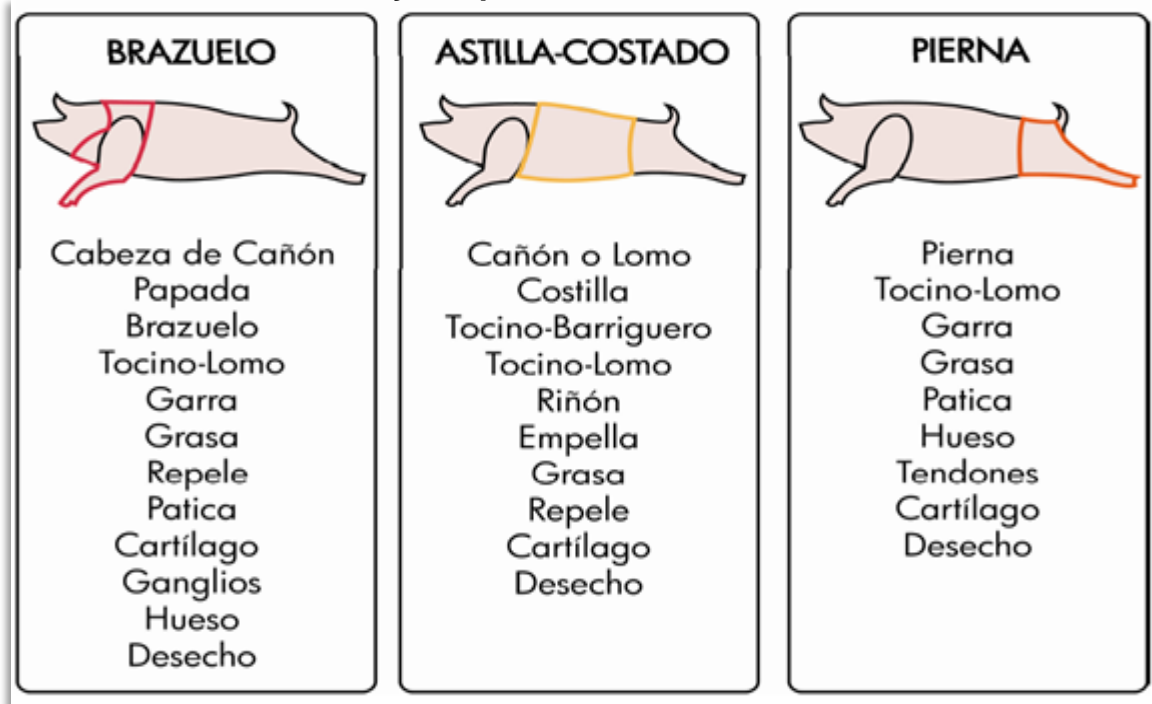 BRAZUELO
Cabeza de Cañón
Papada
Brazuelo
Tocino-Lomo
Garra
Grasa
Repele
Patica
Cartílago
Ganglios
Hueso
Desecho
ASTILLA-COSTADO
Cañón o Lomo
Costilla
Tocino-Barriguero
Tocino-Lomo
Riñón
Empella
Grasa
Repele
Cartílago
Desecho
PIERNA
Pierna
Tocino-Lomo
Garra
Grasa
Patica
Hueso
Tendones
Cartílago
Desecho